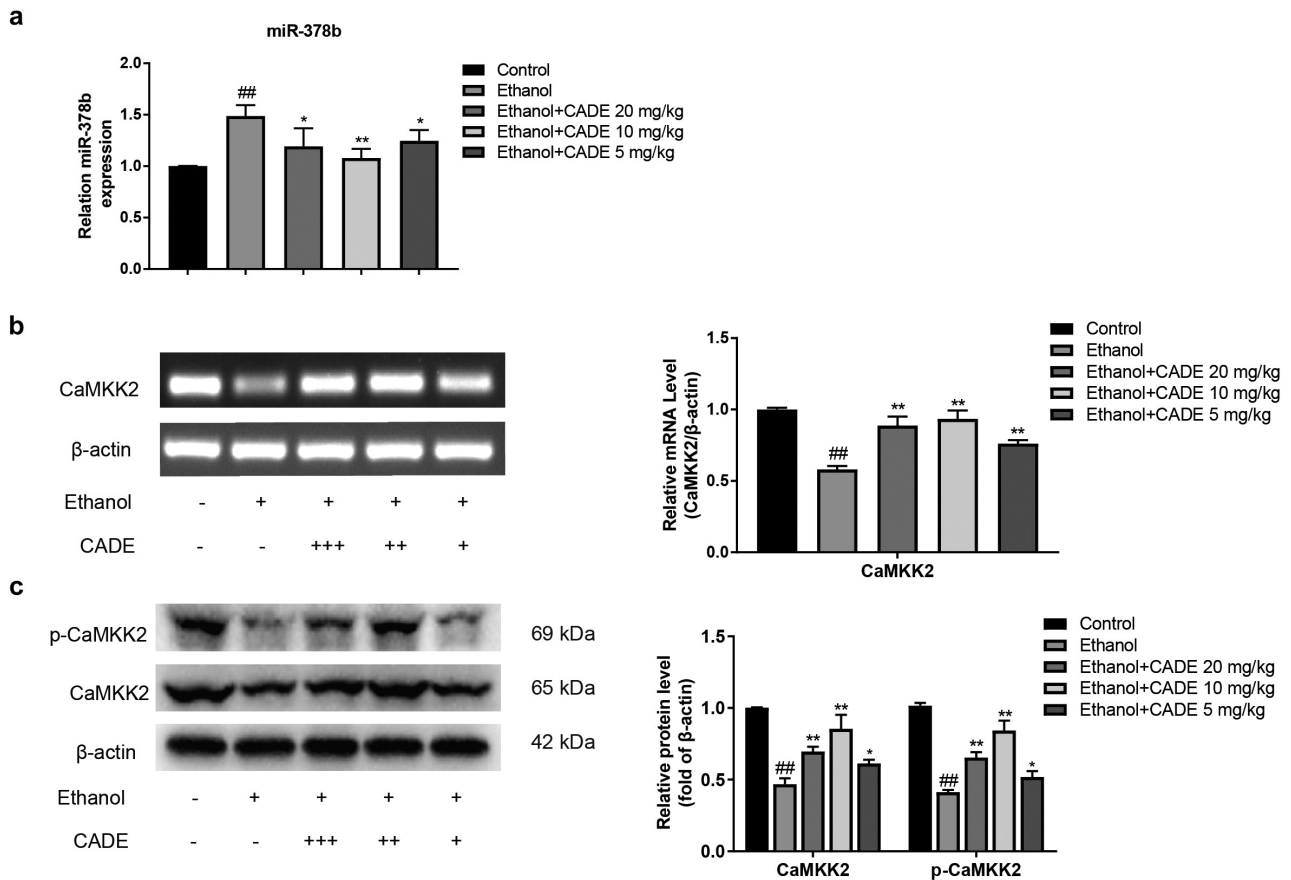 a
miR-378b
Relation miR-378b
expression
2.0
1.5
1.0
0.5
0.0
##
*
**
*
Control
Ethanol
Ethanol+CADE 20 mg/kg
Ethanol+CADE 10 mg/kg
Ethanol+CADE 5 mg/kg
b
CaMKK2
β-actin
Ethanol - + + + +
CADE - - +++ ++ +
Relative mRNA Level
(CaMKK2/β-actin)
1.5
1.0
0.5
0.0
##
**
**
**
CaMKK2
Control
Ethanol
Ethanol+CADE 20 mg/kg
Ethanol+CADE 10 mg/kg
Ethanol+CADE 5 mg/kg
c
p-CaMKK2 69 kDa
CaMKK2 65 kDa
β-actin 42 kDa
Ethanol - + + + +
CADE - - +++ ++ +
Relative protein level
(fold of β-actin)
1.5
1.0
0.5
0.0
##
**
**
*
##
**
**
*
CaMKK2 p-CaMKK2
Control
Ethanol
Ethanol+CADE 20 mg/kg
Ethanol+CADE 10 mg/kg
Ethanol+CADE 5 mg/kg